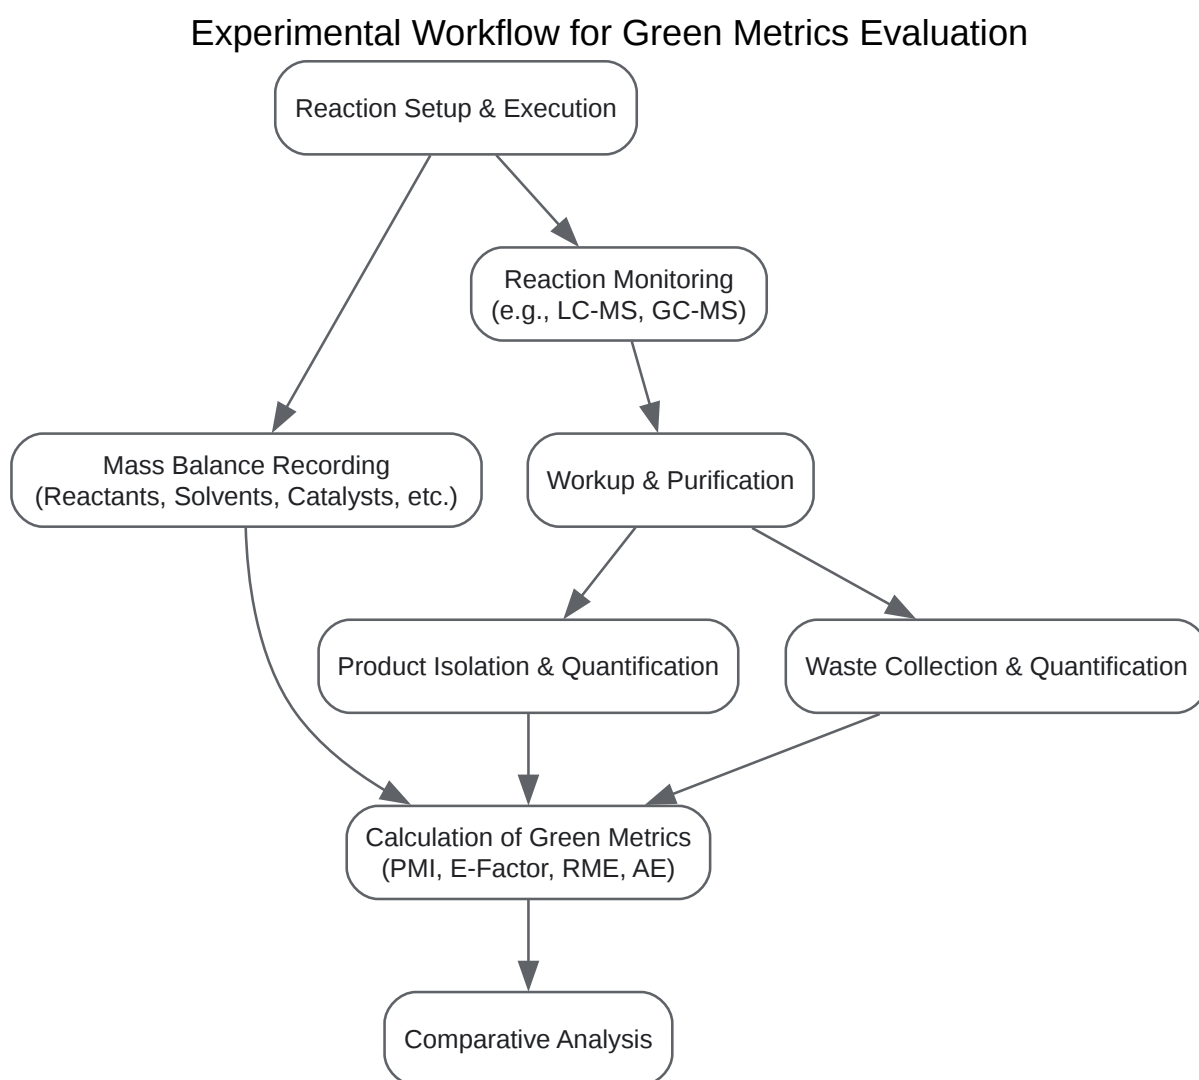 Experimental Workflow for Green Metrics Evaluation
Reaction Setup & Execution
Reaction Monitoring
(e.g., LC-MS, GC-MS)
Mass Balance Recording
(Reactants, Solvents, Catalysts, etc.)
Workup & Purification
Product Isolation & Quantification
Waste Collection & Quantification
Calculation of Green Metrics
(PMI, E-Factor, RME, AE)
Comparative Analysis